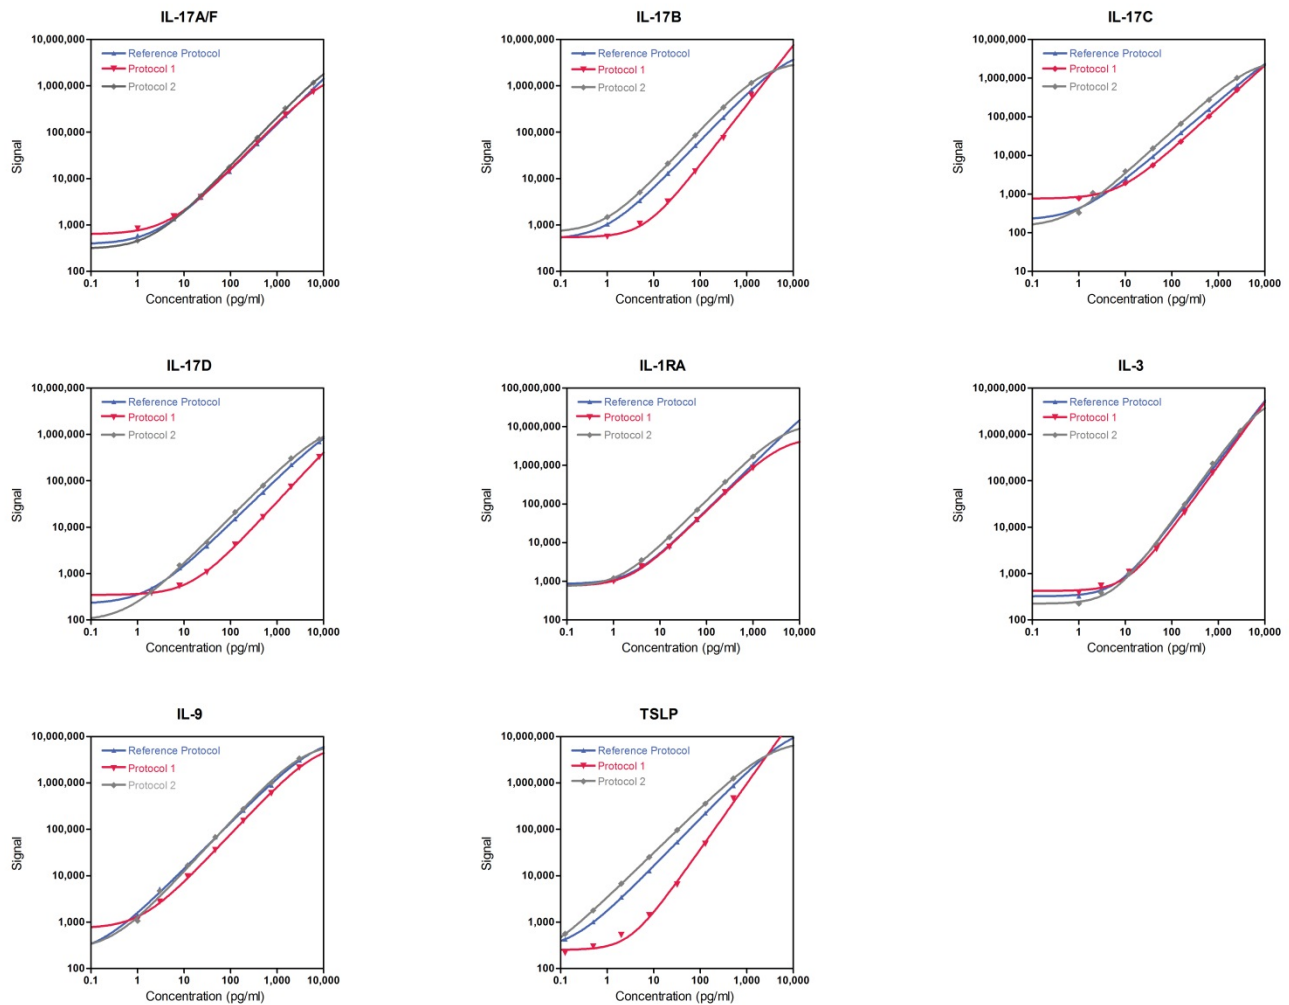 IL-17A/F
10,000,000
1,000,000
100,000
10,000
1,000
100
Signal
Reference Protocol
Protocol 1
Protocol 2
0.1 1 10 100 1,000 10,000
Concentration (pg/ml)
IL-17B
10,000,000
1,000,000
100,000
10,000
1,000
100
Signal
Reference Protocol
Protocol 1
Protocol 2
0.1 1 10 100 1,000 10,000
Concentration (pg/ml)
IL-17C
10,000,000
1,000,000
100,000
10,000
1,000
100
10
Signal
Reference Protocol
Protocol 1
Protocol 2
0.1 1 10 100 1,000 10,000
Concentration (pg/ml)
IL-17D
10,000,000
1,000,000
100,000
10,000
1,000
100
Signal
Reference Protocol
Protocol 1
Protocol 2
0.1 1 10 100 1,000 10,000
Concentration (pg/ml)
IL-1RA
100,000,000
10,000,000
1,000,000
100,000
10,000
1,000
100
Signal
Reference Protocol
Protocol 1
Protocol 2
0.1 1 10 100 1,000 10,000
Concentration (pg/ml)
IL-3
10,000,000
1,000,000
100,000
10,000
1,000
100
Signal
Reference Protocol
Protocol 1
Protocol 2
0.1 1 10 100 1,000 10,000
Concentration (pg/ml)
IL-9
10,000,000
1,000,000
100,000
10,000
1,000
100
Signal
Reference Protocol
Protocol 1
Protocol 2
0.1 1 10 100 1,000 10,000
Concentration (pg/ml)
TSLP
10,000,000
1,000,000
100,000
10,000
1,000
100
Signal
Reference Protocol
Protocol 1
Protocol 2
0.1 1 10 100 1,000 10,000
Concentration (pg/ml)